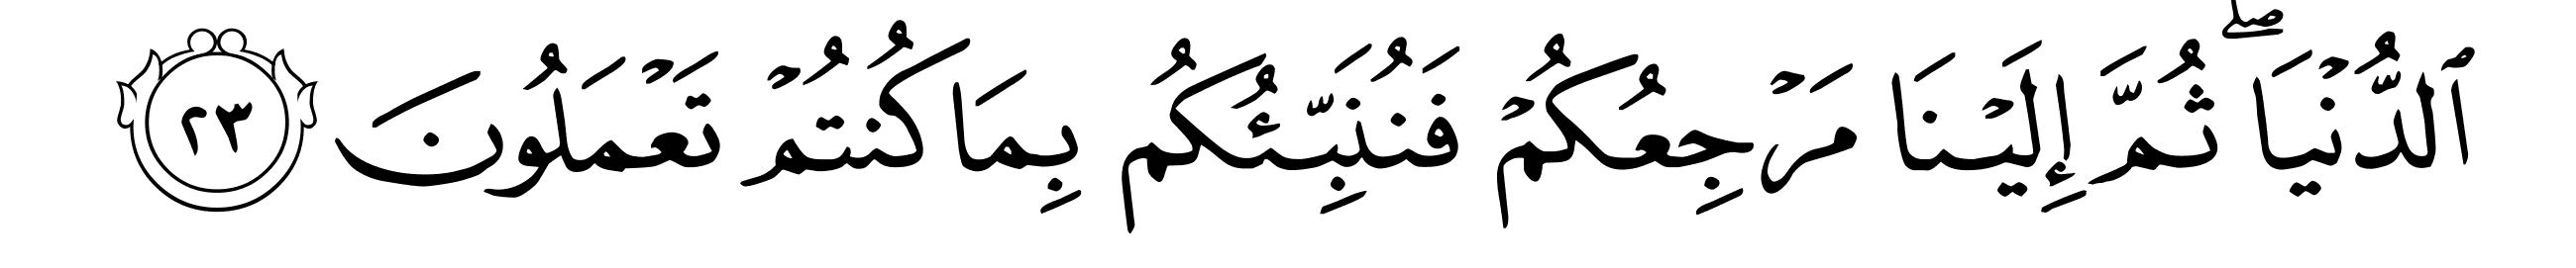 ٱلدُّنْيَاۖ ثُمَّ إِلَيْنَا مَرْجِعُكُمْ فَنُنَبِّئُكُم بِمَا كُنتُمْ تَعْمَلُونَ ٢٣